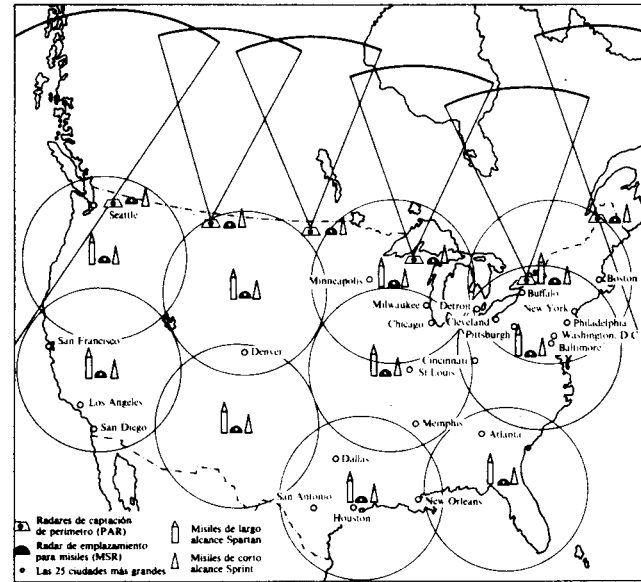 Seattle
Minneapolis
Boston
Buffalo
Milwaukee
Detroit
New York
Chicago
Cleveland
Philadelphia
Pittsburgh
Washington, D.C
Baltimore
San Francisco
Denver
Cincinnati
St Louis
Los Angeles
San Diego
Memphis
Atlanta
Dallas
San Antonio
Houston
New Orleans
Radares de captación
de perímetro (PAR)
Radar de emplazamiento
para misiles (MSR)
Las 25 ciudades más grandes
Misiles de largo
alcance Spartan
Misiles de corto
alcance Sprint